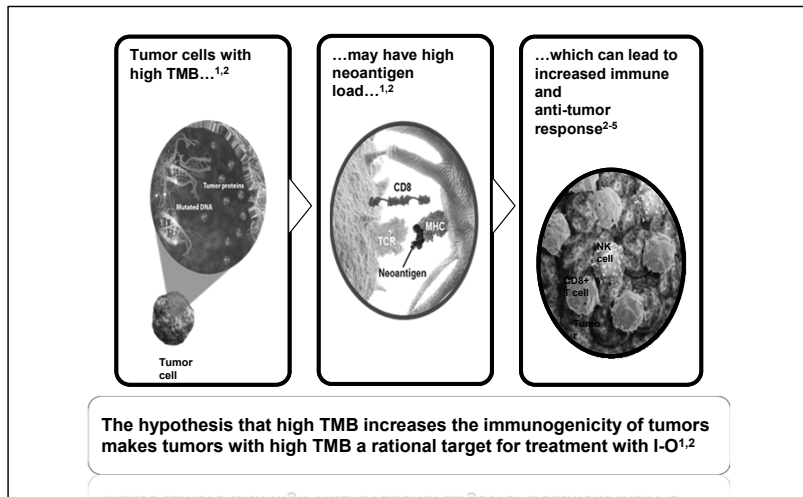 Tumor cells with
high TMB…1,2
Tumor proteins
Mutated DNA
Tumor
cell
…may have high
neoantigen
load…1,2
CD8
TCR
MHC
Neoantigen
…which can lead to
increased immune
and
anti-tumor
response2-5
NK
cell
CD8+
T cell
Tumo
r
The hypothesis that high TMB increases the immunogenicity of tumors
makes tumors with high TMB a rational target for treatment with I-O1,2